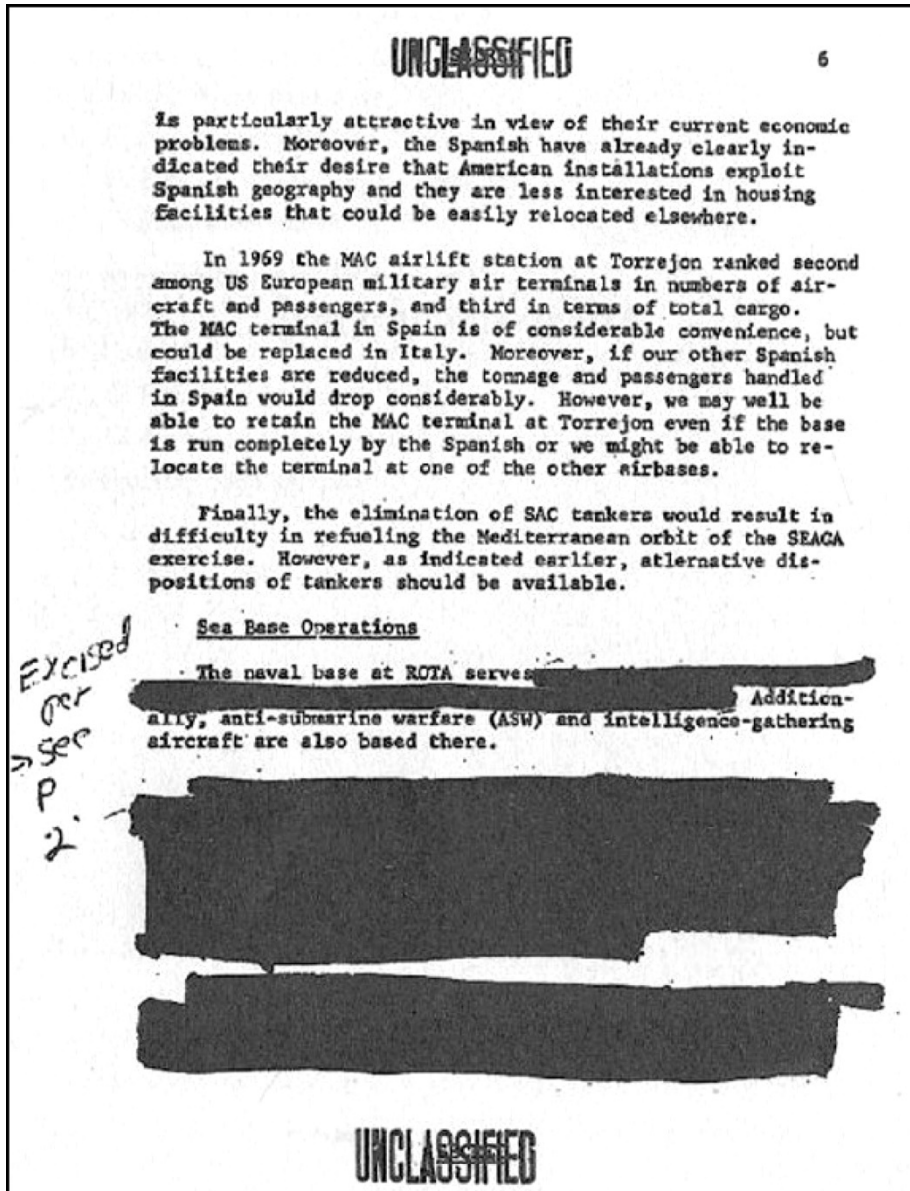 UNCLASSIFIED
6
is particularly attractive in view of their current economic
problems. Moreover, the Spanish have already clearly in-
dicated their desire that American installations exploit
Spanish geography and they are less interested in housing
facilities that could be easily relocated elsewhere.
In 1969 the MAC airlift station at Torrejon ranked second
among US European military air terminals in numbers of air-
craft and passengers, and third in terms of total cargo.
The MAC terminal in Spain is of considerable convenience, but
could be replaced in Italy. Moreover, if our other Spanish
facilities are reduced, the tonnage and passengers handled
in Spain would drop considerably. However, we may well be
able to retain the MAC terminal at Torrejon even if the base
is run completely by the Spanish or we might be able to re-
locate the terminal at one of the other airbases.
Finally, the elimination of SAC tankers would result in
difficulty in refueling the Mediterranean orbit of the SEAGA
exercise. However, as indicated earlier, atlernative dis-
positions of tankers should be available.
Sea Base Operations
The naval base at ROTA serves
Addition-
ally, anti-submarine warfare (ASW) and intelligence-gathering
aircraft are also based there.
Excised
per
sec
P
2.
UNCLASSIFIED